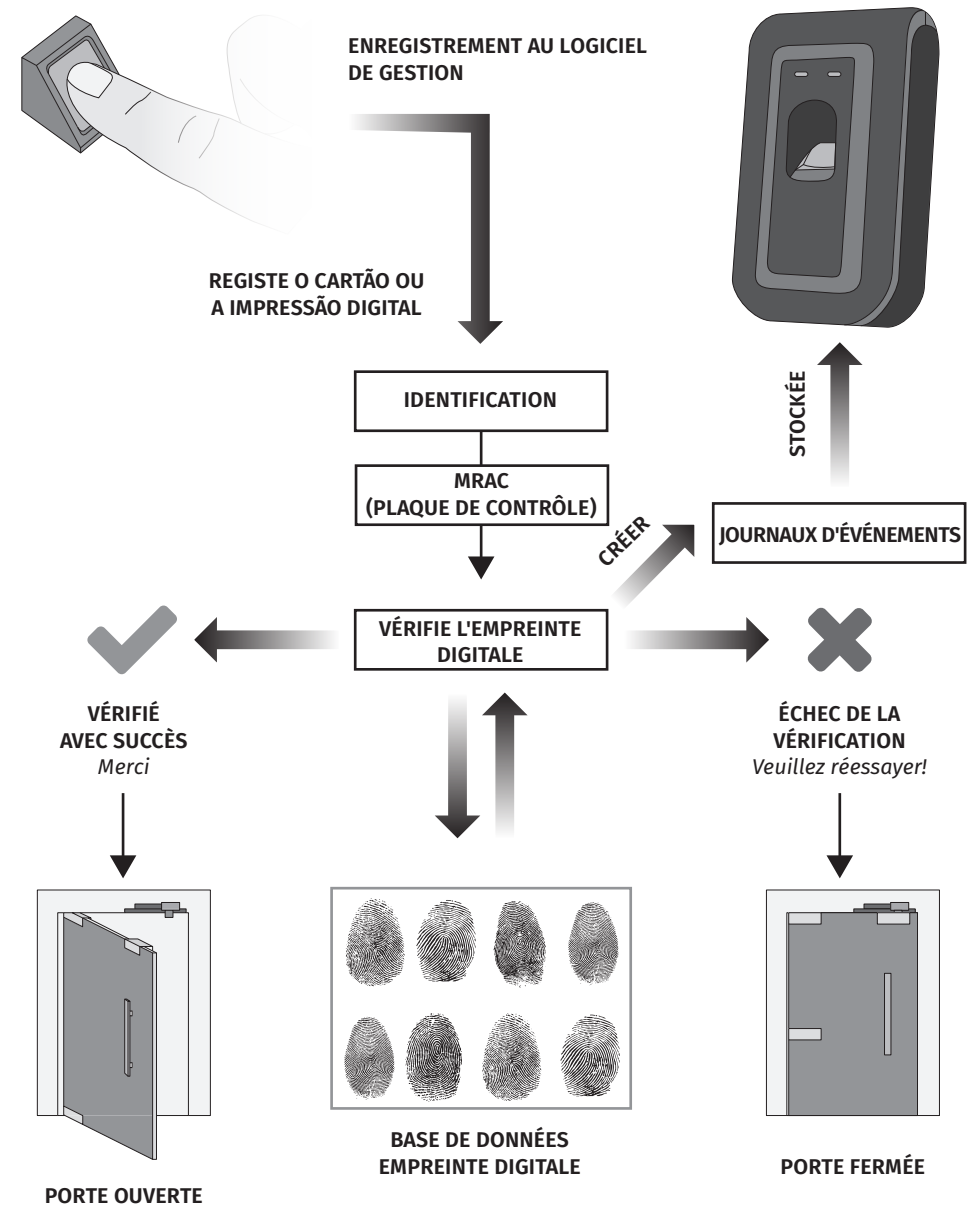 ENREGISTREMENT AU LOGICIEL
DE GESTION
REGISTE O CARTÃO OU
A IMPRESSÃO DIGITAL
IDENTIFICATION
MRAC
(PLAQUE DE CONTRÔLE)
STOCKÉE
CRÉER
JOURNAUX D'ÉVÉNEMENTS
VÉRIFIE L'EMPREINTE
DIGITALE
VÉRIFIÉ
AVEC SUCCÈS
Merci
ÉCHEC DE LA
VÉRIFICATION
Veuillez réessayer!
BASE DE DONNÉES
EMPREINTE DIGITALE
PORTE OUVERTE
PORTE FERMÉE